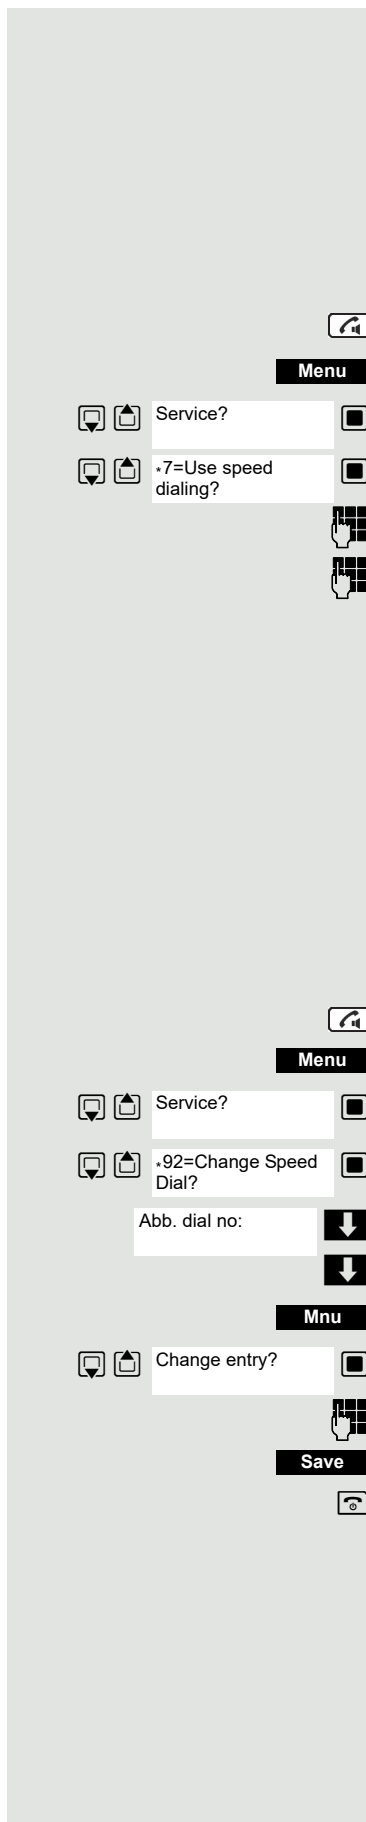 Menu
Service?
*7=Use speed
dialing?
Menu
Service?
*92=Change Speed
Dial?
Abb. dial no:
Mnu
Change entry?
Save